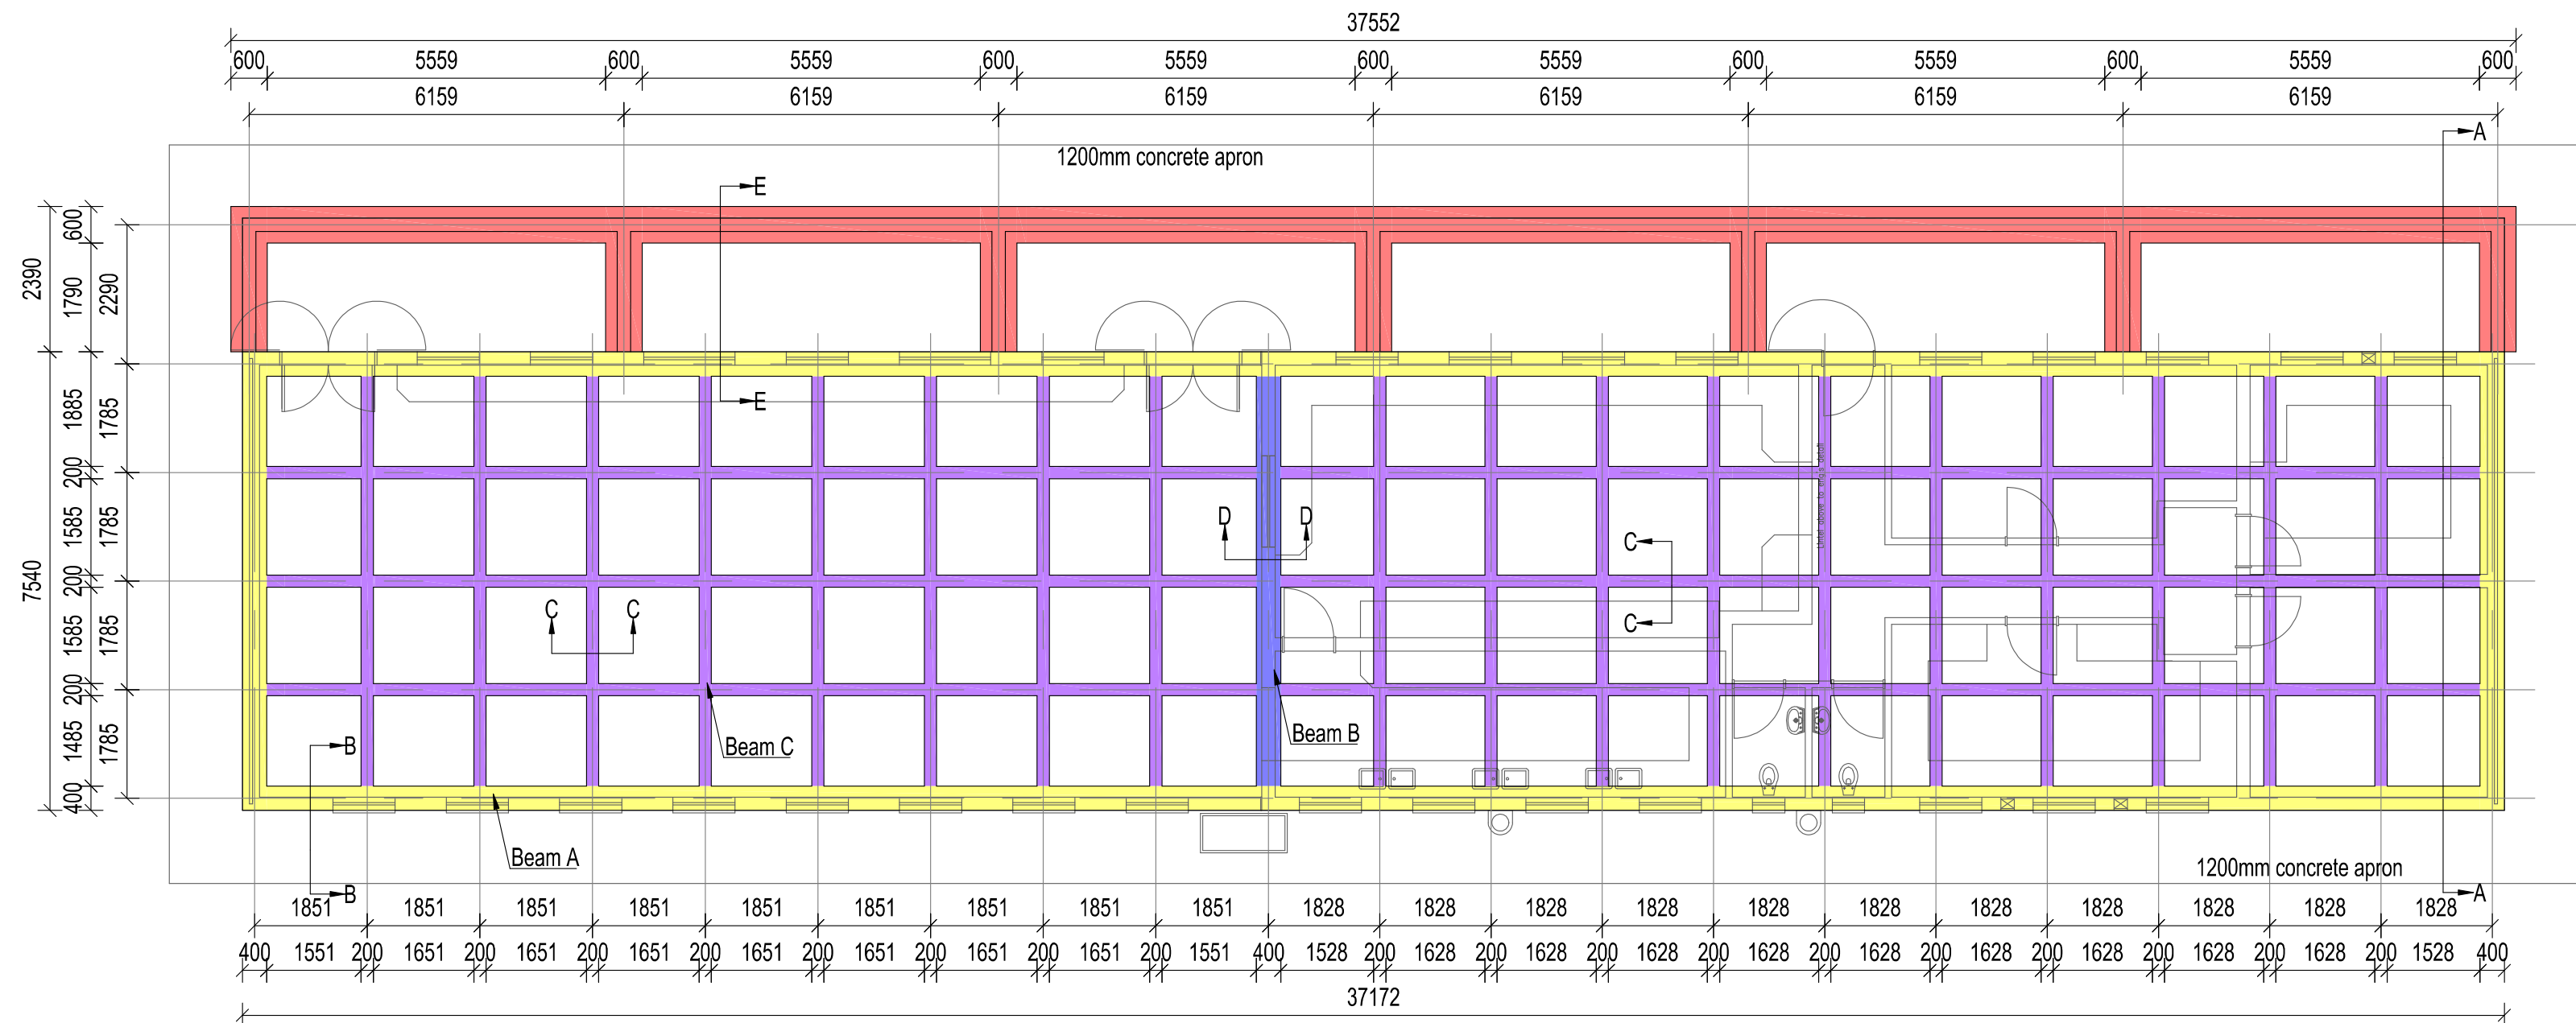 37552
600 5559 600 5559 600 5559 600 5559 600 5559 600 5559 600
6159 6159 6159 6159 6159 6159
A
1200mm concrete apron
E
2390 600 1790 2290
E
1885 1785
200
D D
1585 1785
C
7540
200
Lintel above to eng's detail
C C
C
1585 1785
200
B
Beam C
Beam B
1485 1785
400
Beam A
1200mm concrete apron
B
A
1851 1851 1851 1851 1851 1851 1851 1851 1851 1828 1828 1828 1828 1828 1828 1828 1828 1828 1828 1828
400 1551 200 1651 200 1651 200 1651 200 1651 200 1651 200 1651 200 1651 200 1551 400 1528 200 1628 200 1628 200 1628 200 1628 200 1628 200 1628 200 1628 200 1628 200 1628 200 1528 400
37172